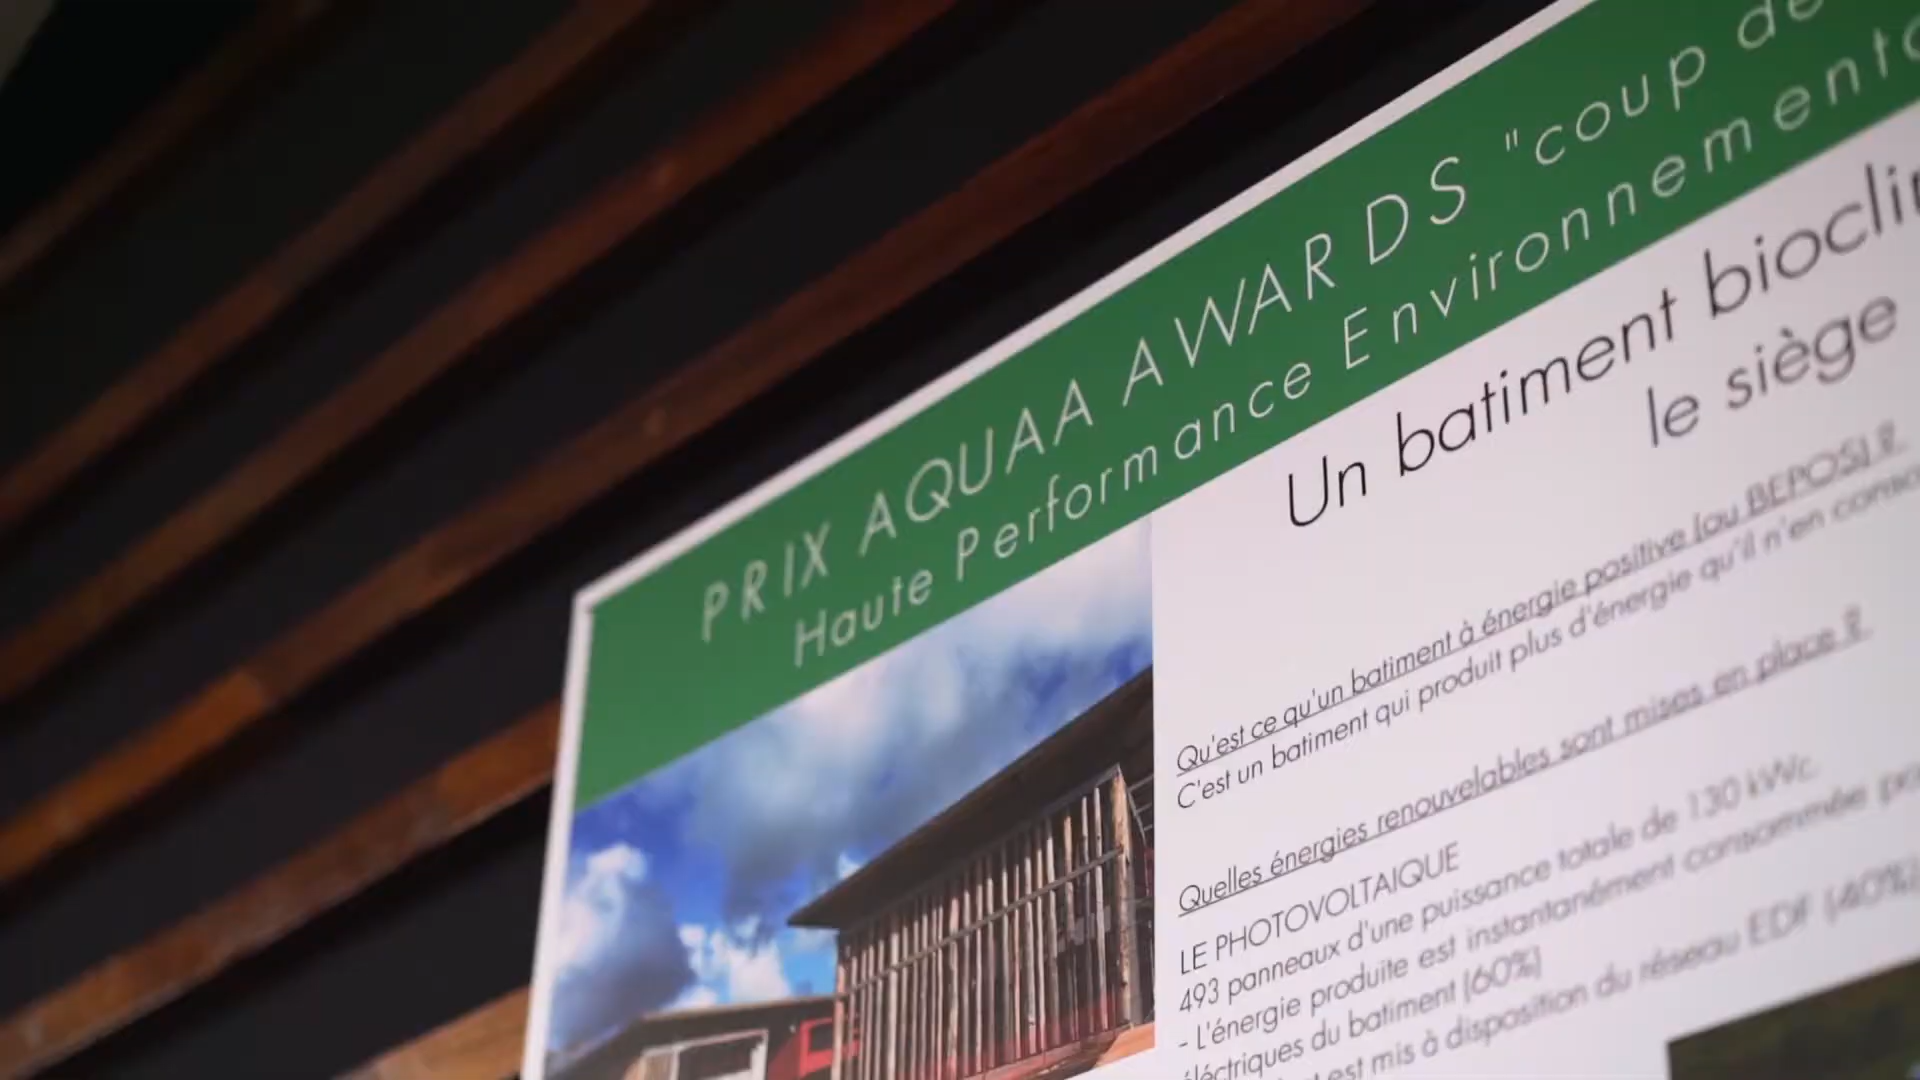 PRIX AQUAA AWARDS "coup de
Haute Performance Environnementa
Un batiment bioclim
le siège
Qu'est ce qu'un batiment à énergie positive (ou BEPOS) ?
C'est un batiment qui produit plus d'énergie qu'il n'en conso
Quelles énergies renouvelables sont mises en place ?
LE PHOTOVOLTAIQUE
493 panneaux d'une puissance totale de 130 kWc
- L'énergie produite est instantanément consommée
éléctriques du batiment (60%)
est mis à disposition du réseau EDF (40%)